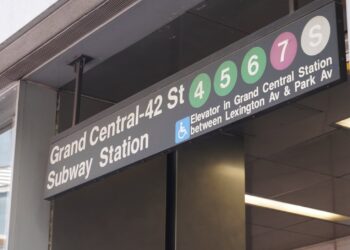 Grand Central-42 St 4 5 6 7 S
Subway Station
Elevator in Grand Central Station
between Lexington Av & Park Av